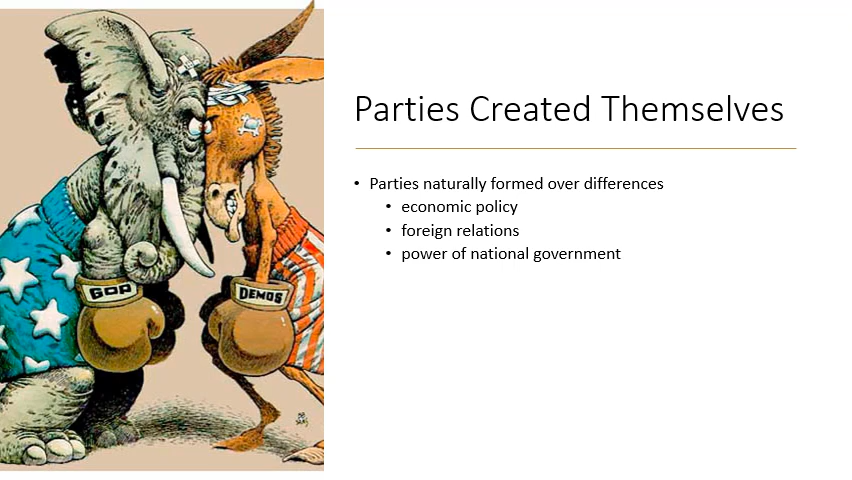 Parties Created Themselves
• Parties naturally formed over differences
• economic policy
• foreign relations
• power of national government
GOP
DEMOS